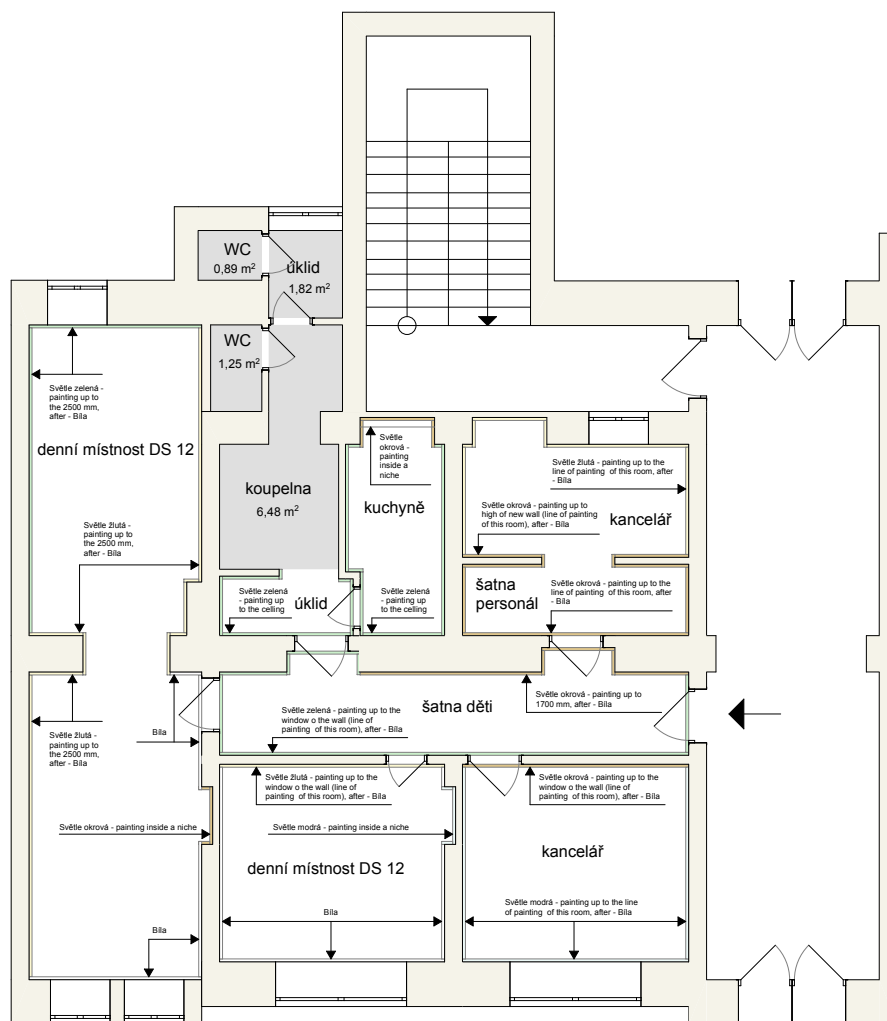 WC
0,89 m²
úklid
1,82 m²
WC
1,25 m²
Světle zelená -
painting up to
the 2500 mm,
after - Bíla
denní místnost DS 12
Světle žlutá -
painting up to
the 2500 mm,
after - Bíla
koupelna
6,48 m²
Světle
okrová -
painting
inside a
niche
kuchyně
Světle zelená
- painting up
to the celling
úklid
Světle zelená
- painting up
to the celling
Světle žlutá - painting up to the
line of painting of this room, after
- Bíla
Světle okrová - painting up to
high of new wall (line of painting
of this room), after - Bíla
kancelář
šatna
personál
Světle okrová - painting up to the
line of painting of this room, after
- Bíla
šatna děti
Světle okrová - painting up to
1700 mm, after - Bíla
Světle zelená - painting up to the
window o the wall (line of
painting of this room), after - Bíla
Světle žlutá -
painting up to
the 2500 mm,
after - Bíla
Bíla
Světle okrová - painting inside a niche
Bíla
Světle žlutá - painting up to the
window o the wall (line of
painting of this room), after - Bíla
Světle modrá - painting inside a niche
denní místnost DS 12
Bíla
Světle okrová - painting up to the
window o the wall (line of
painting of this room), after - Bíla
kancelář
Světle modrá - painting up to the line
of painting of this room, after - Bíla